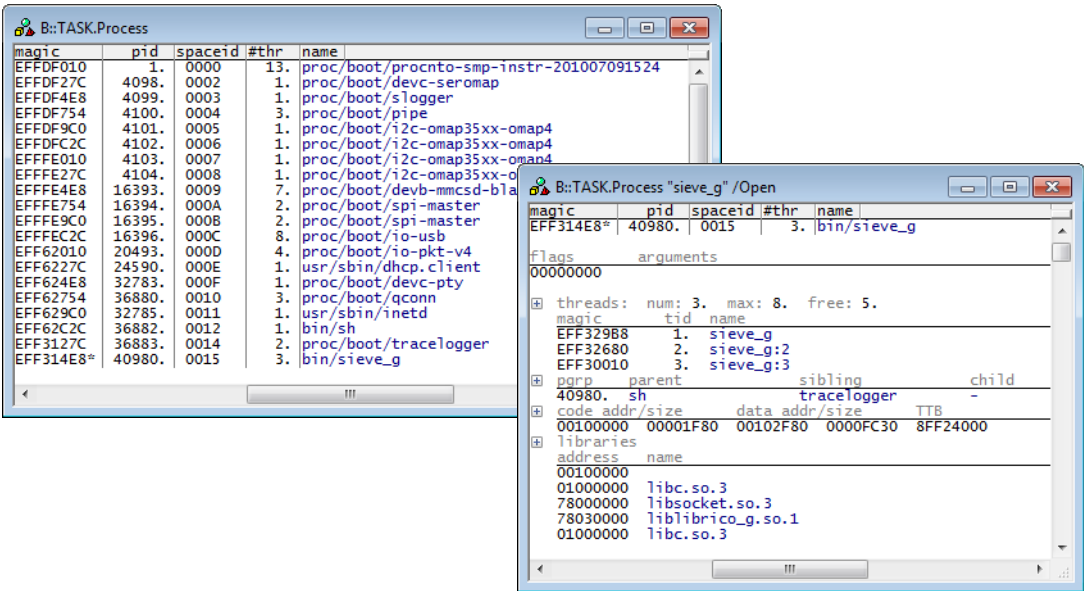 B::TASK.Process
magic pid spaceid #thr name
EFFDF010 1. 0000 13. proc/boot/procnto-smp-instr-201007091524
EFFDF27C 4098. 0002 1. proc/boot/devc-seromap
EFFDF4E8 4099. 0003 1. proc/boot/slogger
EFFDF754 4100. 0004 3. proc/boot/pipe
EFFDF9C0 4101. 0005 1. proc/boot/i2c-omap35xx-omap4
EFFDFC2C 4102. 0006 1. proc/boot/i2c-omap35xx-omap4
EFFFE010 4103. 0007 1. proc/boot/i2c-omap35xx-omap4
EFFFE27C 4104. 0008 1. proc/boot/i2c-omap35xx-o
EFFFE4E8 16393. 0009 7. proc/boot/devb-mmcsd-bla
EFFFE754 16394. 000A 2. proc/boot/spi-master
EFFFE9C0 16395. 000B 2. proc/boot/spi-master
EFFFEC2C 16396. 000C 8. proc/boot/io-usb
EFF62010 20493. 000D 4. proc/boot/io-pkt-v4
EFF6227C 24590. 000E 1. usr/sbin/dhcp.client
EFF624E8 32783. 000F 1. proc/boot/devc-pty
EFF62754 36880. 0010 3. proc/boot/qconn
EFF629C0 32785. 0011 1. usr/sbin/inetd
EFF62C2C 36882. 0012 1. bin/sh
EFF3127C 36883. 0014 2. proc/boot/tracelogger
EFF314E8* 40980. 0015 3. bin/sieve_g
B::TASK.Process "sieve_g" /Open
magic pid spaceid #thr name
EFF314E8* 40980. 0015 3. bin/sieve_g
flags arguments
00000000
threads: num: 3. max: 8. free: 5.
magic tid name
EFF329B8 1. sieve_g
EFF32680 2. sieve_g:2
EFF30010 3. sieve_g:3
pgrp parent sibling child
40980. sh tracelogger -
code addr/size data addr/size TTB
00100000 00001F80 00102F80 0000FC30 8FF24000
libraries
address name
00100000
01000000 libc.so.3
78000000 libsocket.so.3
78030000 liblibrico_g.so.1
01000000 libc.so.3